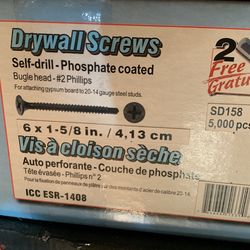 Drywall Screws
Self-drill - Phosphate coated
Bugle head - #2 Phillips
For attaching gypsum board to 20-14 gauge steel studs.
6 x 1-5/8 in. / 4,13 cm
Vis à cloison sèche
Auto perforante - Couche de phosphate
Tête évasée - Phillips n° 2
Pour la fixation de panneaux de plâtre sur des montants d'acier de calibre 20-14.
ICC ESR-1408
2
Free
Gratu
SD158
5,000 pcs